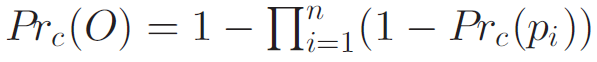 Pr_c(O) = 1 − ∏_{i=1}^{n}(1 − Pr_c(p_i))